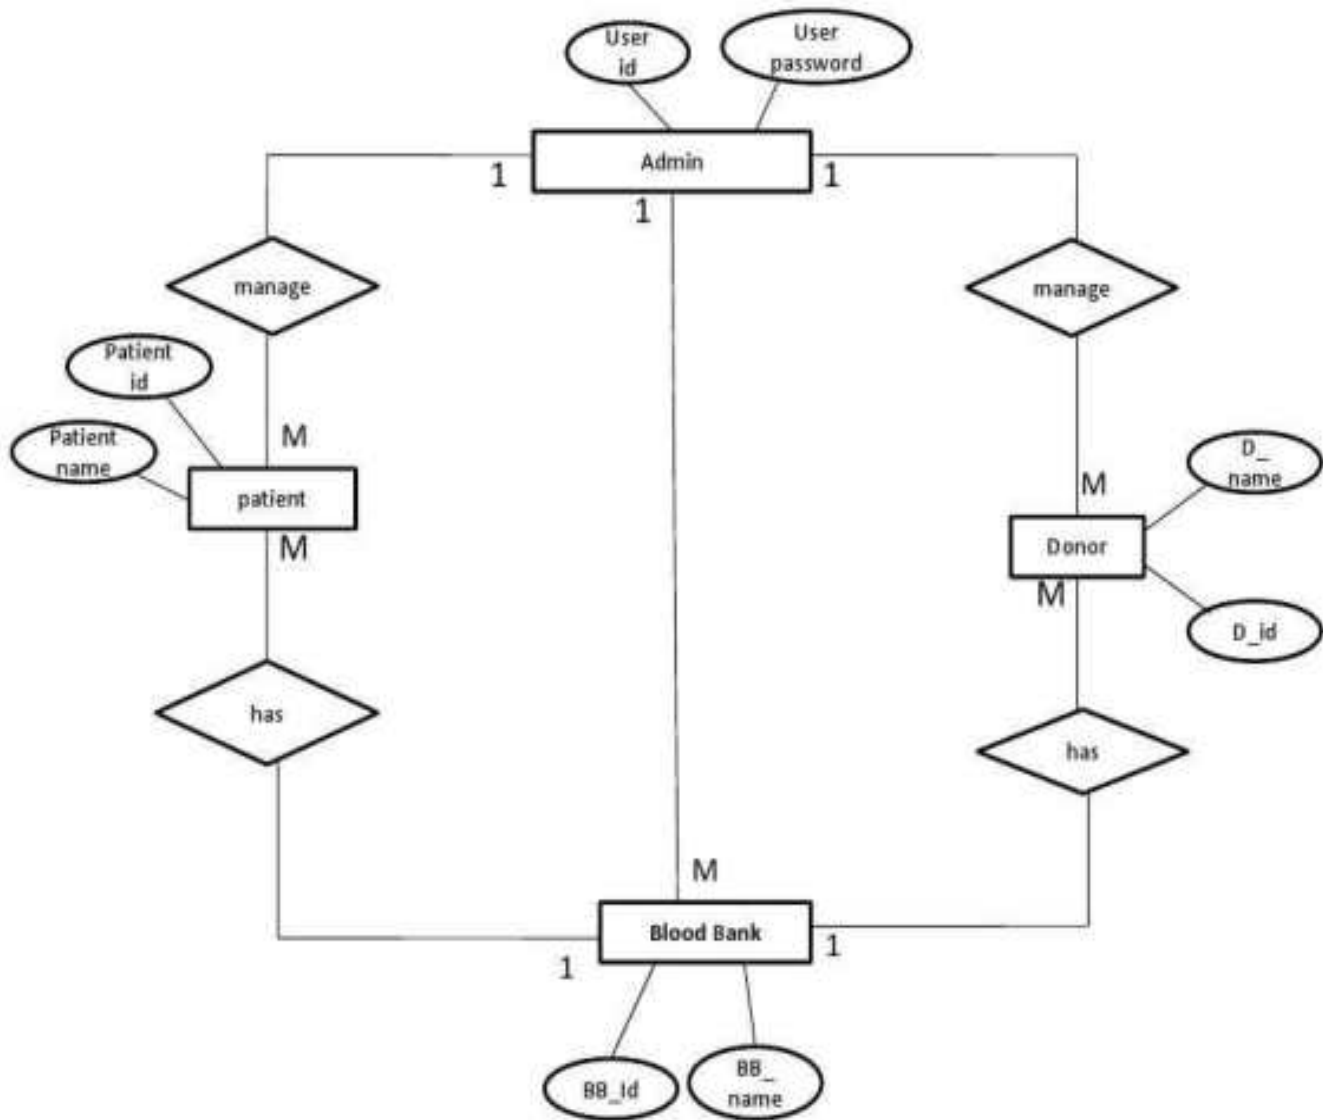 User
id
User
password
Admin
1
1
1
manage
manage
Patient
id
Patient
name
M
patient
M
D_
name
M
Donor
M
D_id
has
has
M
Blood Bank
1
1
BB_Id
BB_
name